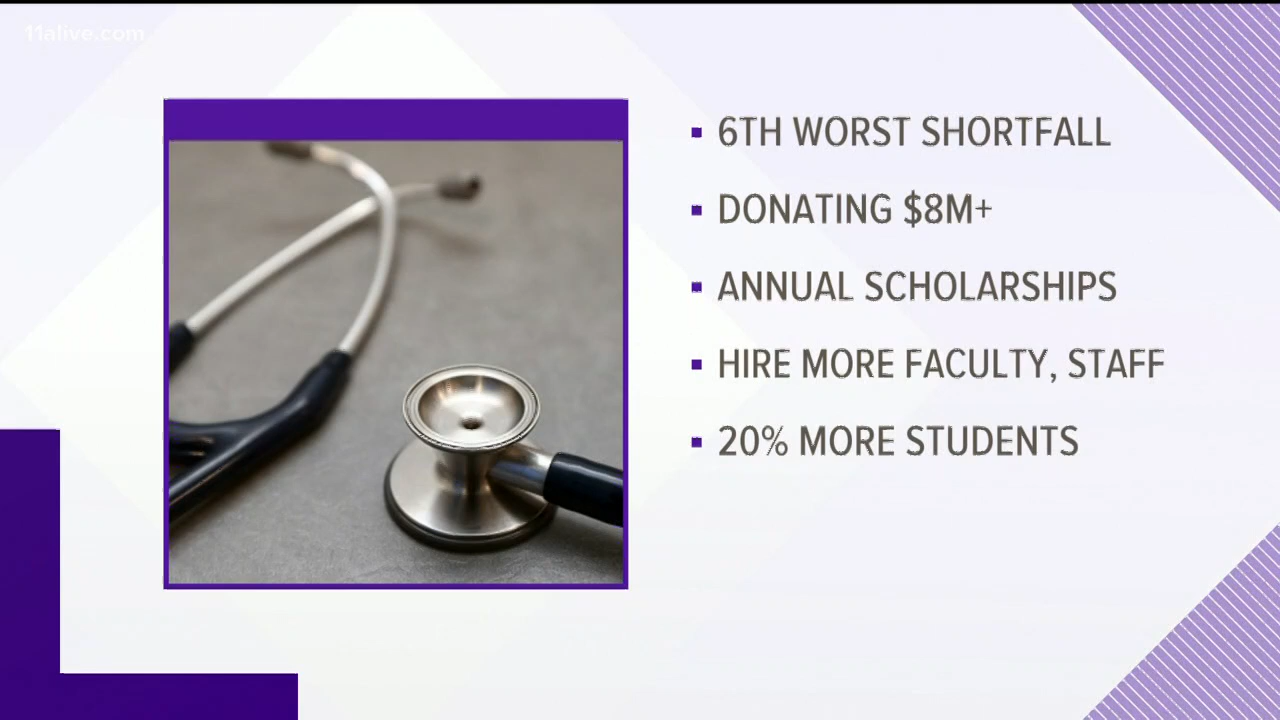 11alive.com
6TH WORST SHORTFALL
DONATING $8M+
ANNUAL SCHOLARSHIPS
HIRE MORE FACULTY, STAFF
20% MORE STUDENTS